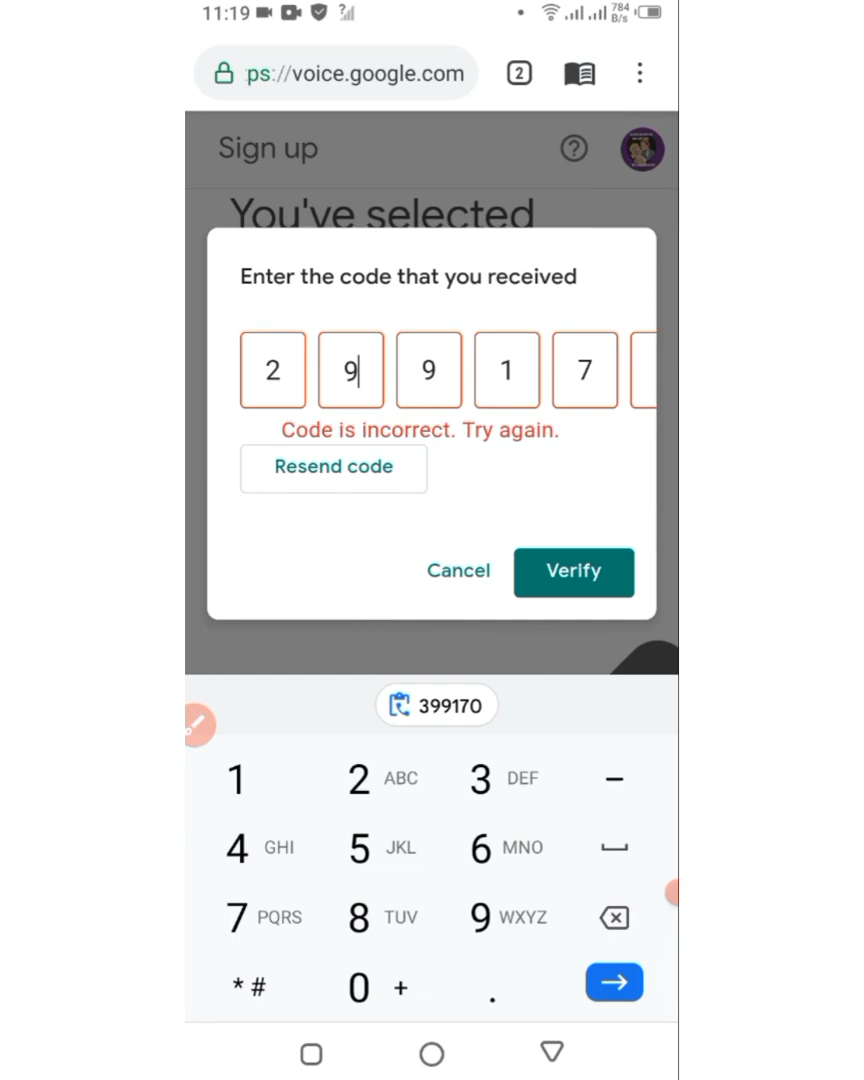 11:19 ? 784 B/s
ps://voice.google.com 2
Sign up ?
You've selected
Enter the code that you received
2 9 9 1 7
Code is incorrect. Try again.
Resend code
Cancel Verify
399170
1 2 ABC 3 DEF –
4 GHI 5 JKL 6 MNO
7 PQRS 8 TUV 9 WXYZ
* # 0 + .